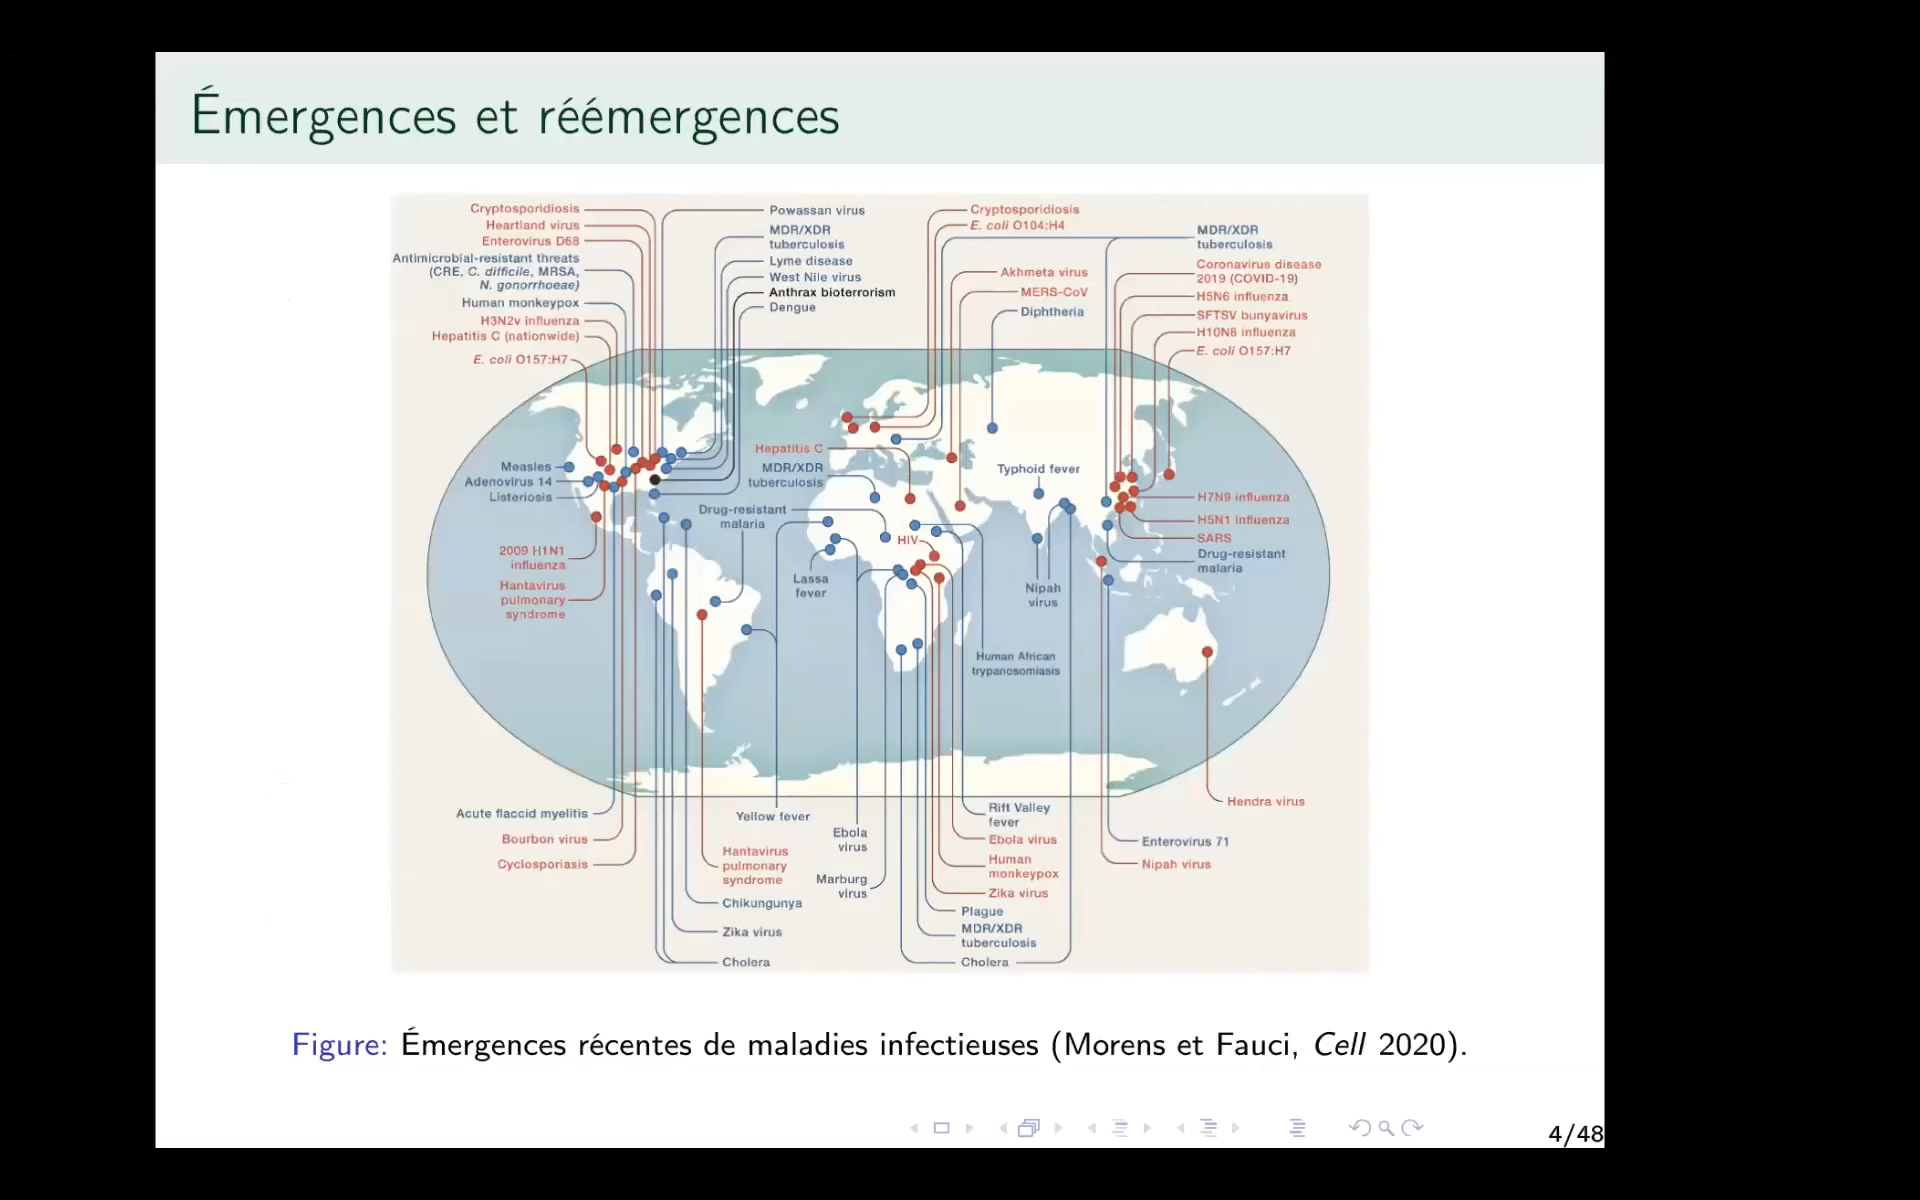 Émergences et réémergences
Cryptosporidiosis
Heartland virus
Enterovirus D68
Antimicrobial-resistant threats
(CRE, C. difficile, MRSA,
N. gonorrhoeae)
Human monkeypox
H3N2v influenza
Hepatitis C (nationwide)
E. coli O157:H7
Powassan virus
MDR/XDR
tuberculosis
Lyme disease
West Nile virus
Anthrax bioterrorism
Dengue
Cryptosporidiosis
E. coli O104:H4
Akhmeta virus
MERS-CoV
Diphtheria
MDR/XDR
tuberculosis
Coronavirus disease
2019 (COVID-19)
H5N6 influenza
SFTSV bunyavirus
H10N8 influenza
E. coli O157:H7
Measles
Adenovirus 14
Listeriosis
2009 H1N1
influenza
Hantavirus
pulmonary
syndrome
Hepatitis C
MDR/XDR
tuberculosis
Drug-resistant
malaria
HIV
Lassa
fever
Typhoid fever
Nipah
virus
Human African
trypanosomiasis
H7N9 influenza
H5N1 influenza
SARS
Drug-resistant
malaria
Hendra virus
Acute flaccid myelitis
Bourbon virus
Cyclosporiasis
Yellow fever
Hantavirus
pulmonary
syndrome
Chikungunya
Zika virus
Cholera
Ebola
virus
Marburg
virus
Rift Valley
fever
Ebola virus
Human
monkeypox
Zika virus
Plague
MDR/XDR
tuberculosis
Cholera
Enterovirus 71
Nipah virus
Figure: Émergences récentes de maladies infectieuses (Morens et Fauci, Cell 2020).
4/48